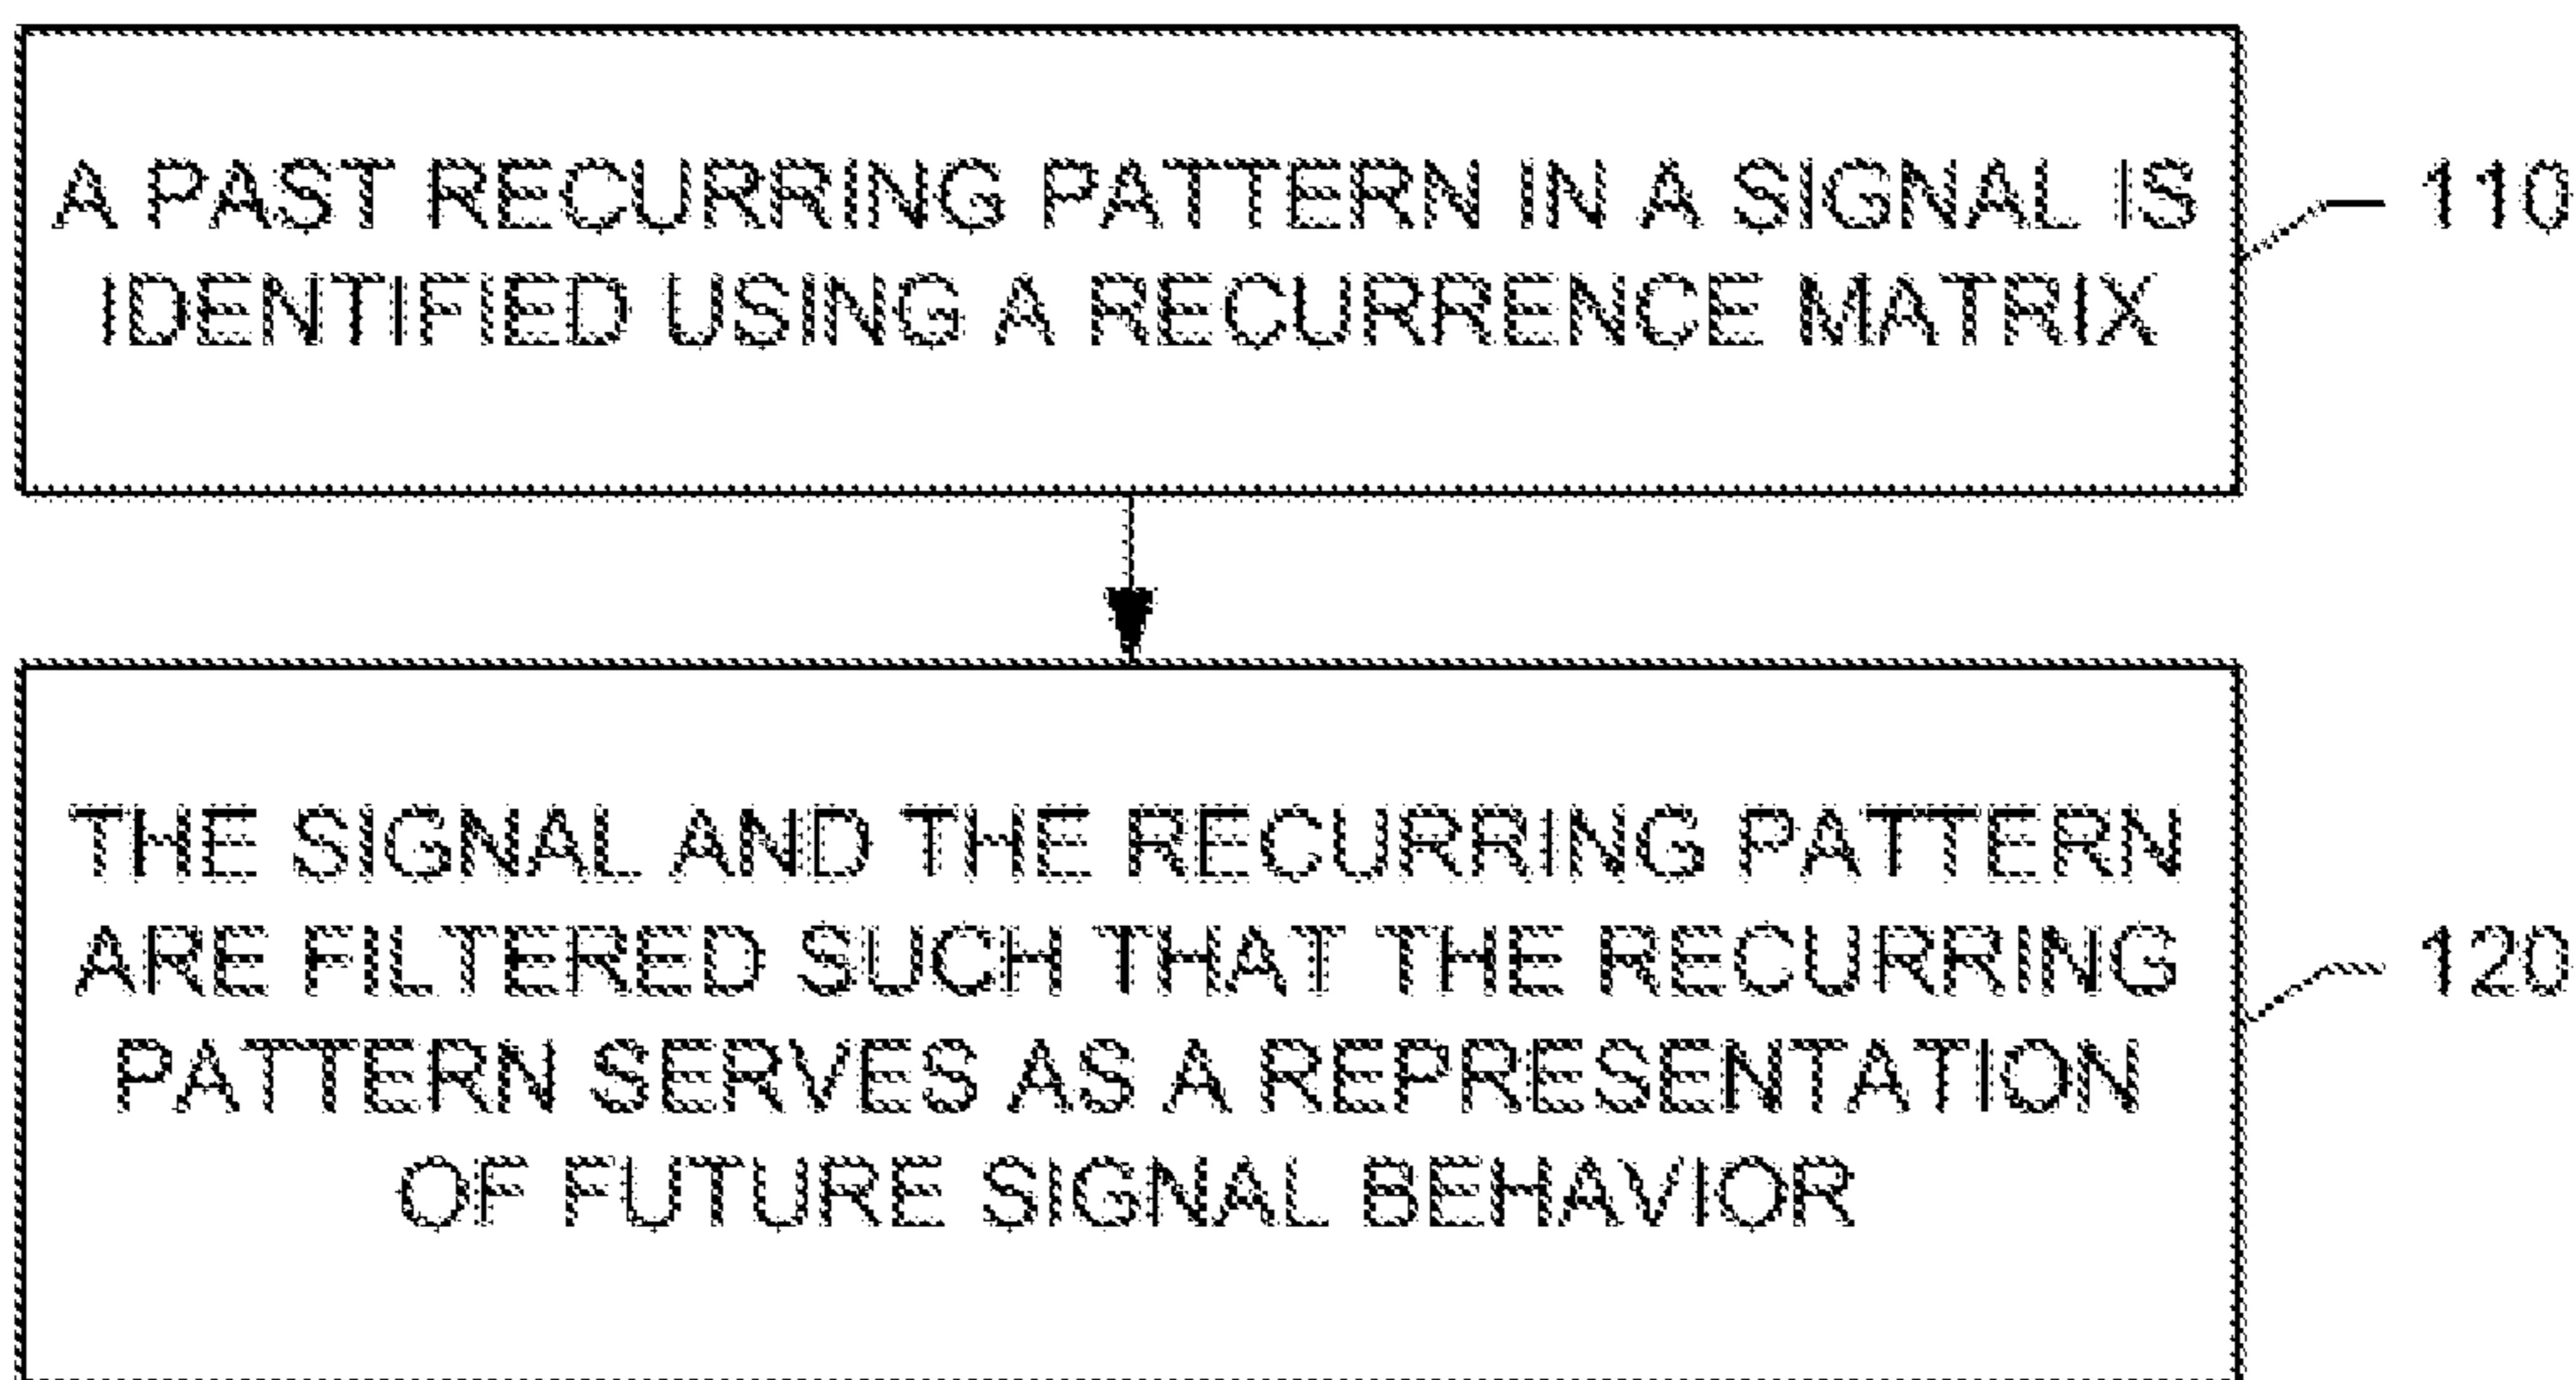 A PAST RECURRING PATTERN IN A SIGNAL IS
IDENTIFIED USING A RECURRENCE MATRIX
110
THE SIGNAL AND THE RECURRING PATTERN
ARE FILTERED SUCH THAT THE RECURRING
PATTERN SERVES AS A REPRESENTATION
OF FUTURE SIGNAL BEHAVIOR
120